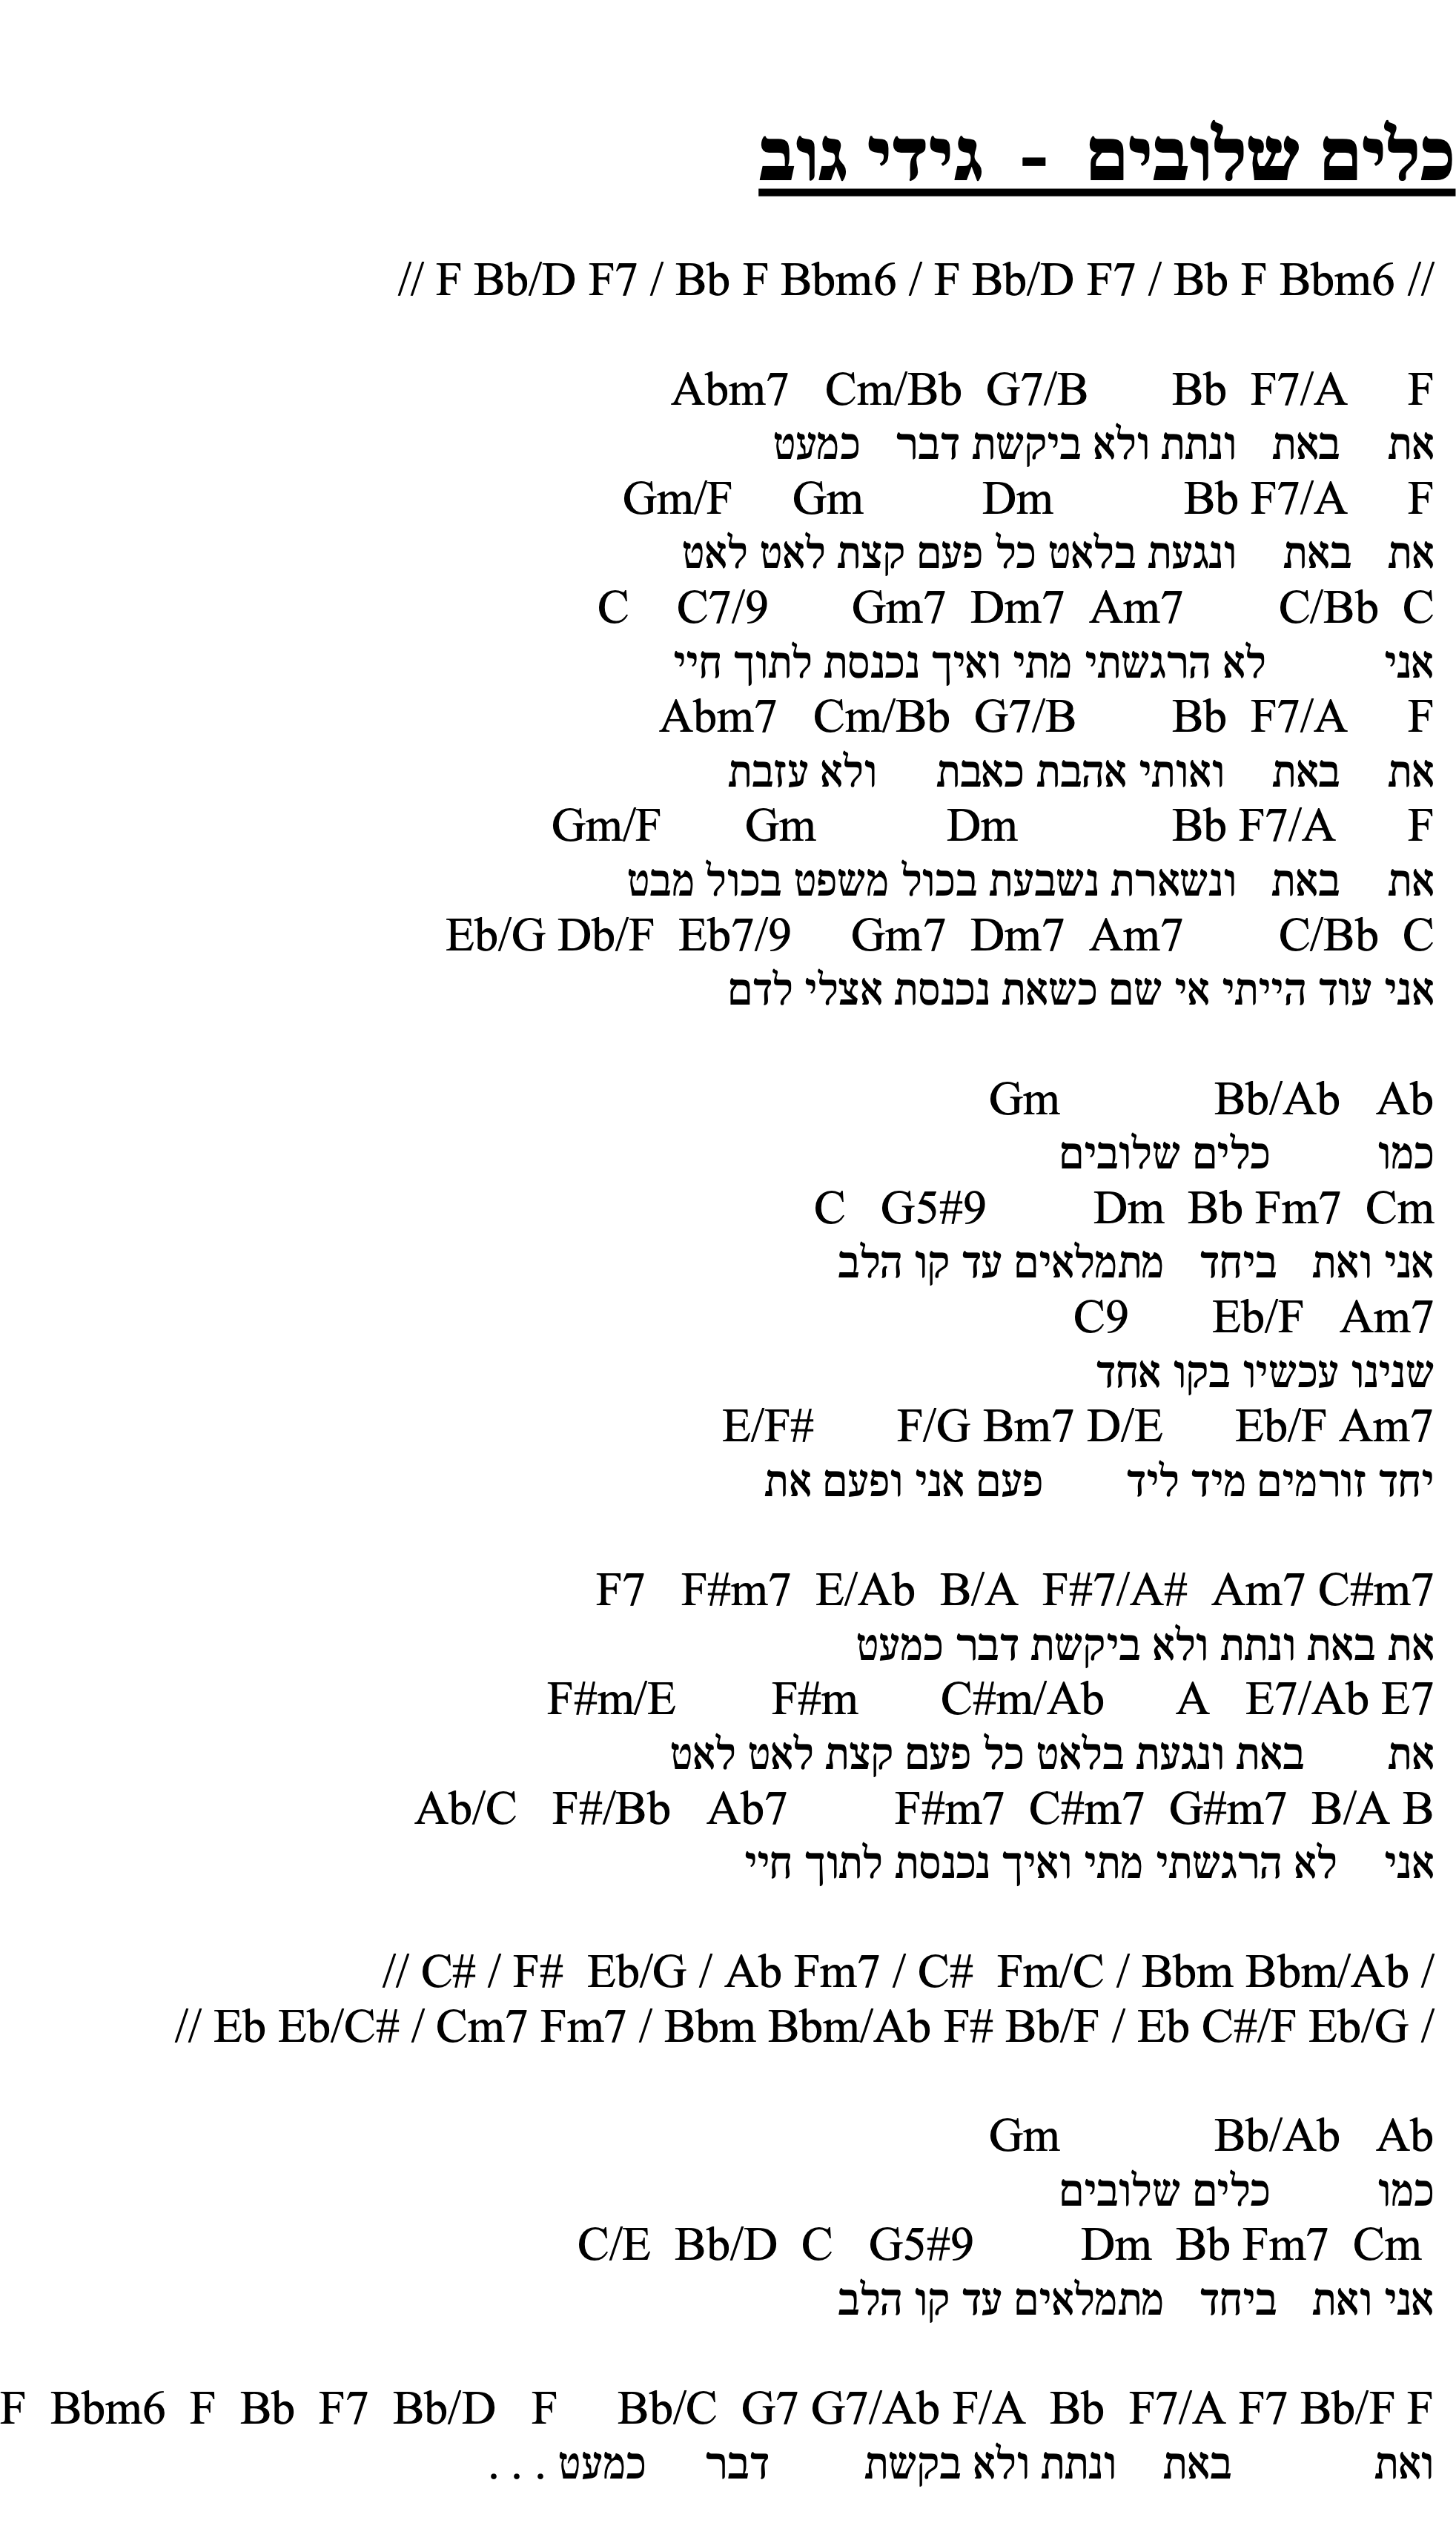 כלים שלובים - גידי גוב
// F Bb/D F7 / Bb F Bbm6 / F Bb/D F7 / Bb F Bbm6 //
Abm7 Cm/Bb G7/B Bb F7/A F
את באת ונתת ולא ביקשת דבר כמעט
Gm/F Gm Dm Bb F7/A F
את באת ונגעת בלאט כל פעם קצת לאט לאט
C C7/9 Gm7 Dm7 Am7 C/Bb C
אני לא הרגשתי מתי ואיך נכנסת לתוך חיי
Abm7 Cm/Bb G7/B Bb F7/A F
את באת ואותי אהבת כאבת ולא עזבת
Gm/F Gm Dm Bb F7/A F
את באת ונשארת נשבעת בכול משפט בכול מבט
Eb/G Db/F Eb7/9 Gm7 Dm7 Am7 C/Bb C
אני עוד הייתי אי שם כשאת נכנסת אצלי לדם
Gm Bb/Ab Ab
כמו כלים שלובים
C G5#9 Dm Bb Fm7 Cm
אני ואת ביחד מתמלאים עד קו הלב
C9 Eb/F Am7
שנינו עכשיו בקו אחד
E/F# F/G Bm7 D/E Eb/F Am7
יחד זורמים מיד ליד פעם אני ופעם את
F7 F#m7 E/Ab B/A F#7/A# Am7 C#m7
את באת ונתת ולא ביקשת דבר כמעט
F#m/E F#m C#m/Ab A E7/Ab E7
את באת ונגעת בלאט כל פעם קצת לאט לאט
Ab/C F#/Bb Ab7 F#m7 C#m7 G#m7 B/A B
אני לא הרגשתי מתי ואיך נכנסת לתוך חיי
// C# / F# Eb/G / Ab Fm7 / C# Fm/C / Bbm Bbm/Ab /
// Eb Eb/C# / Cm7 Fm7 / Bbm Bbm/Ab F# Bb/F / Eb C#/F Eb/G /
Gm Bb/Ab Ab
כמו כלים שלובים
C/E Bb/D C G5#9 Dm Bb Fm7 Cm
אני ואת ביחד מתמלאים עד קו הלב
F Bbm6 F Bb F7 Bb/D F Bb/C G7 G7/Ab F/A Bb F7/A F7 Bb/F F
ואת באת ונתת ולא בקשת דבר כמעט . . .